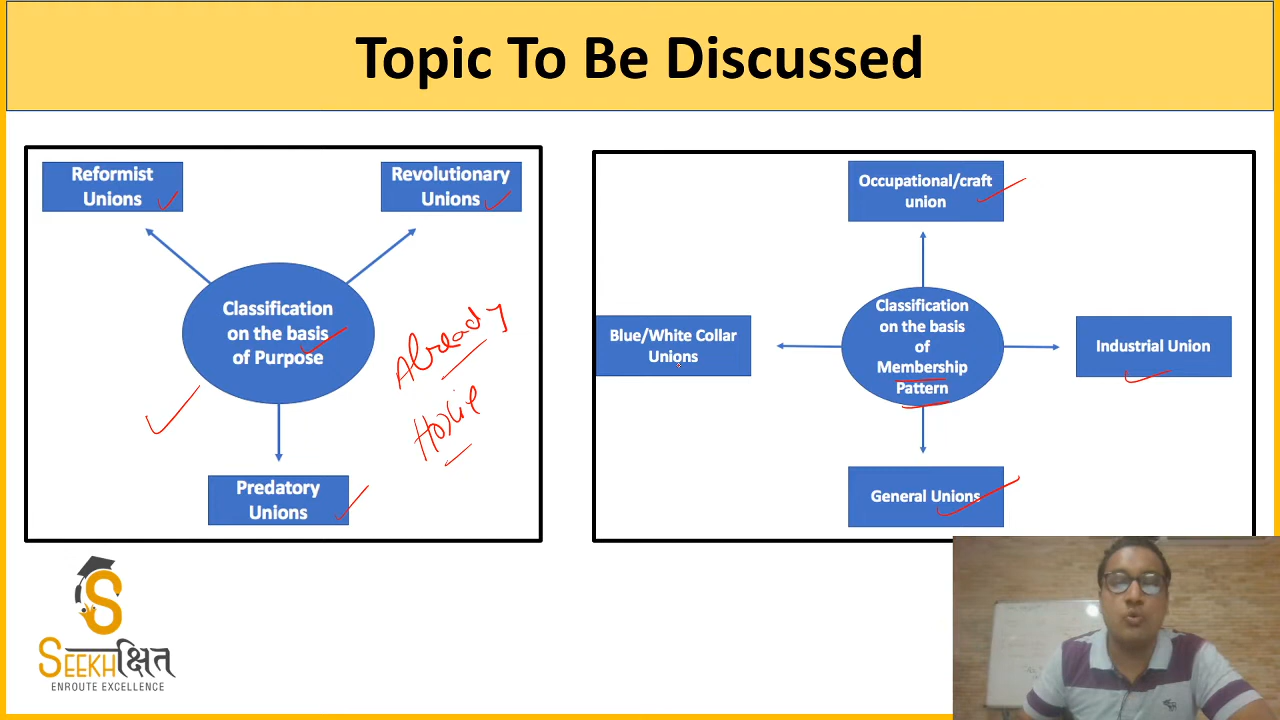 Topic To Be Discussed
Reformist
Unions
Revolutionary
Unions
Classification
on the basis
of Purpose
Already
Predatory
Unions
Occupational/craft
union
Blue/White Collar
Unions
Classification
on the basis
of
Membership
Pattern
Industrial Union
General Unions
S
SEEKHक्षित
ENROUTE EXCELLENCE